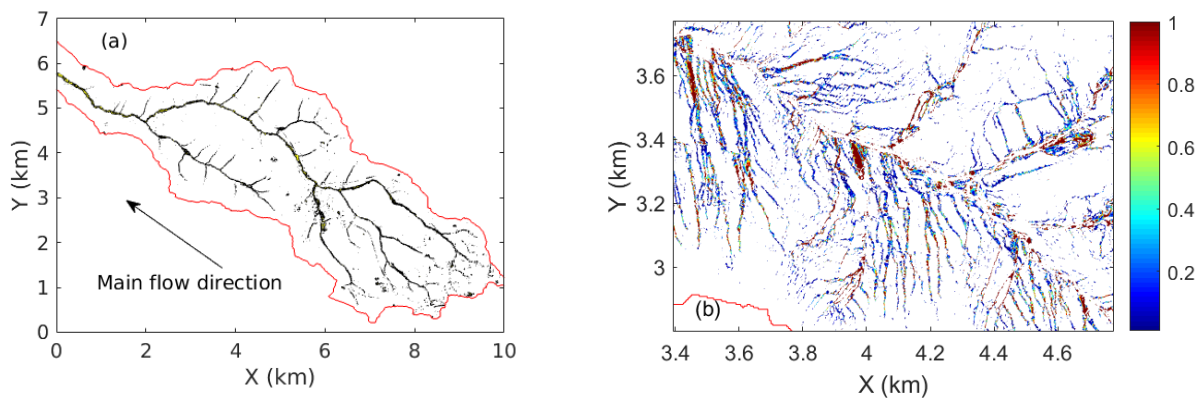 (a)
Y (km)
7
6
5
4
3
2
1
0
Main flow direction
0 2 4 6 8 10
X (km)
(b)
Y (km)
3.6
3.4
3.2
3
3.4 3.6 3.8 4 4.2 4.4 4.6
X (km)
1
0.8
0.6
0.4
0.2